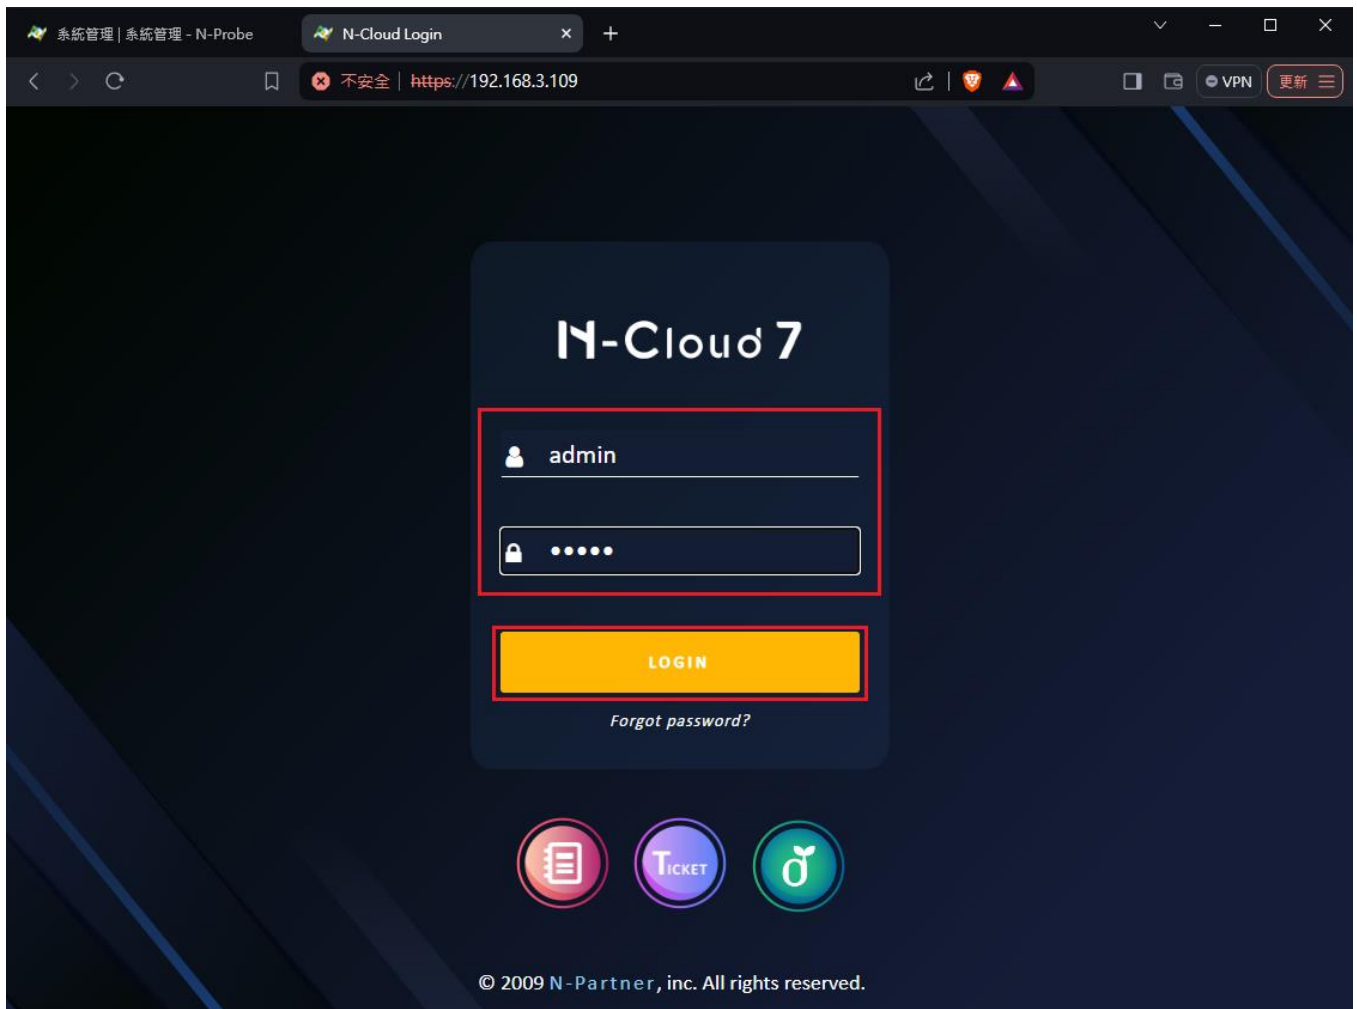 系統管理 | 系統管理 - N-Probe
N-Cloud Login
不安全 | https://192.168.3.109
VPN
更新
N-Cloud 7
admin
•••••
LOGIN
Forgot password?
TICKET
© 2009 N-Partner, inc. All rights reserved.